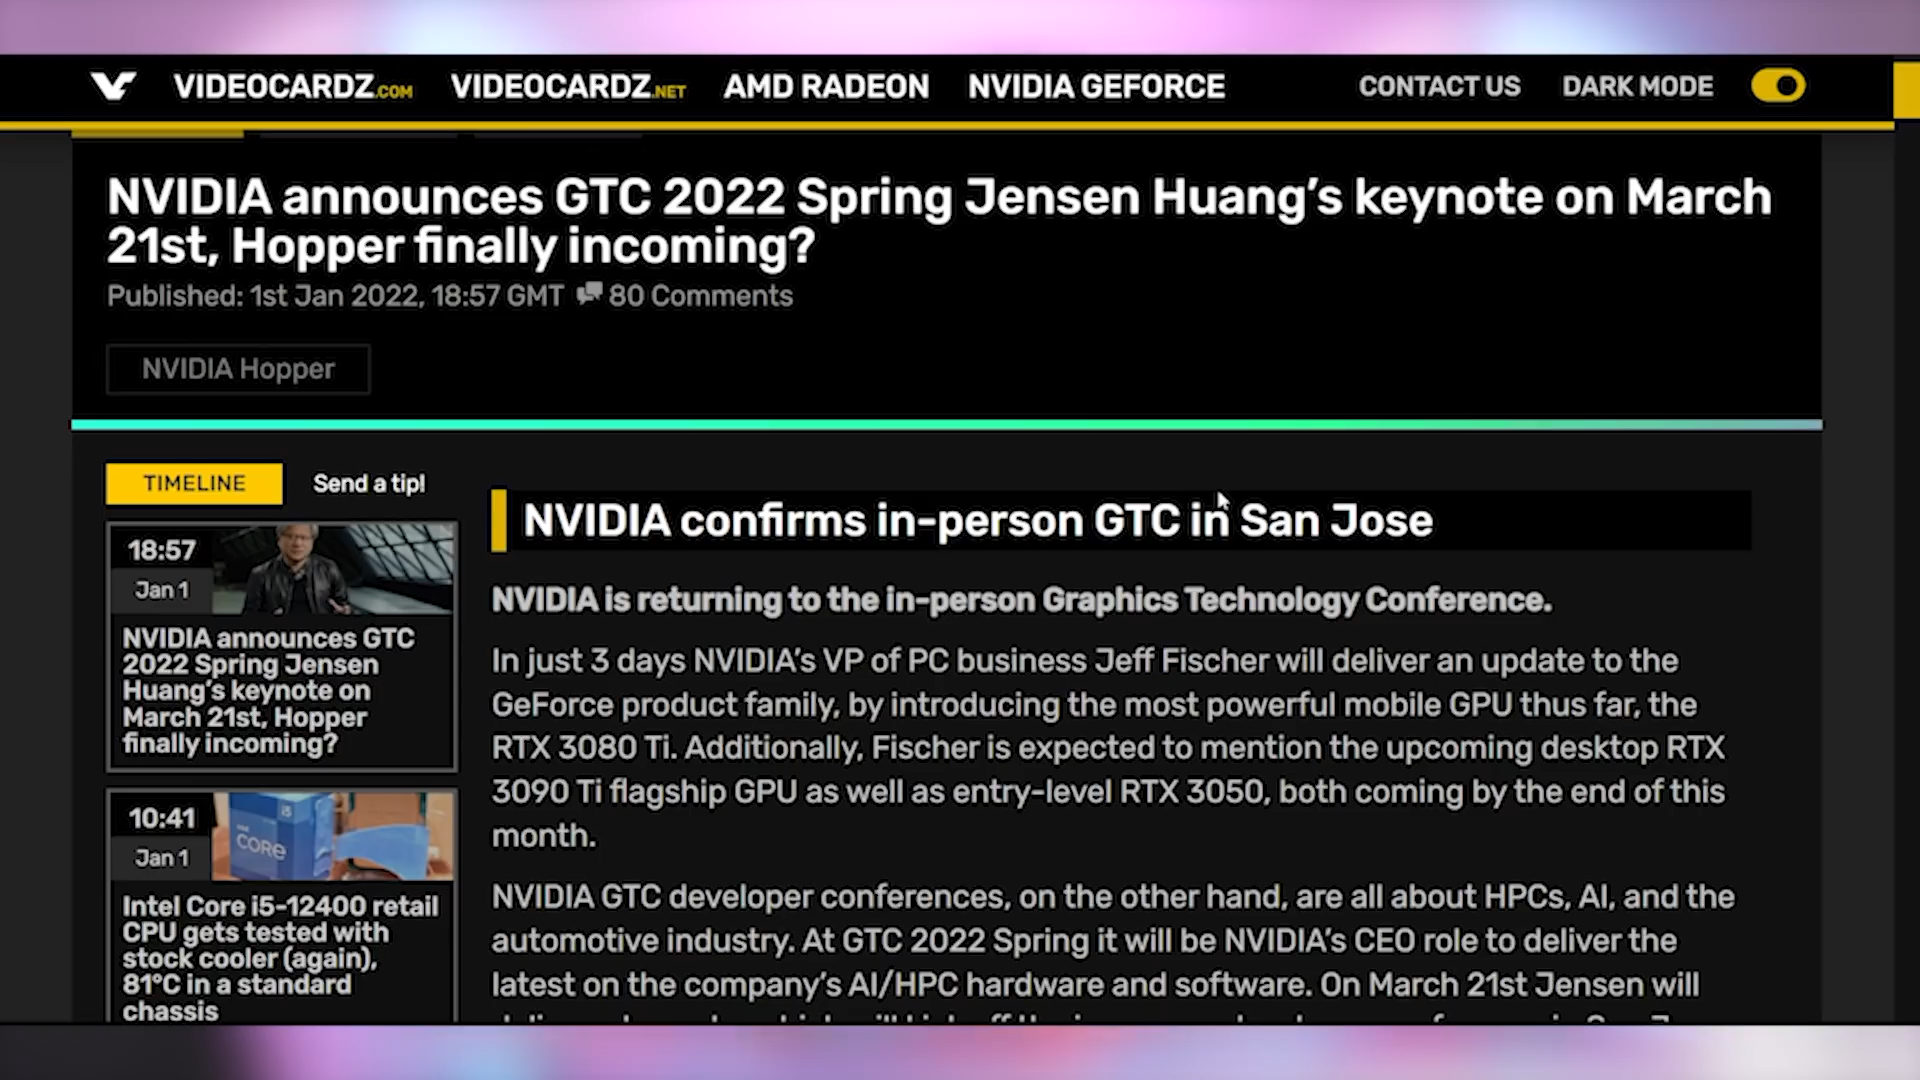 VIDEOCARDZ.COM VIDEOCARDZ.NET AMD RADEON NVIDIA GEFORCE CONTACT US DARK MODE
NVIDIA announces GTC 2022 Spring Jensen Huang’s keynote on March
21st, Hopper finally incoming?
Published: 1st Jan 2022, 18:57 GMT 80 Comments
NVIDIA Hopper
TIMELINE Send a tip!
18:57
Jan 1
NVIDIA announces GTC
2022 Spring Jensen
Huang’s keynote on
March 21st, Hopper
finally incoming?
10:41
Jan 1
i5
CORE
Intel Core i5-12400 retail
CPU gets tested with
stock cooler (again),
81°C in a standard
chassis
NVIDIA confirms in-person GTC in San Jose
NVIDIA is returning to the in-person Graphics Technology Conference.
In just 3 days NVIDIA’s VP of PC business Jeff Fischer will deliver an update to the
GeForce product family, by introducing the most powerful mobile GPU thus far, the
RTX 3080 Ti. Additionally, Fischer is expected to mention the upcoming desktop RTX
3090 Ti flagship GPU as well as entry-level RTX 3050, both coming by the end of this
month.
NVIDIA GTC developer conferences, on the other hand, are all about HPCs, AI, and the
automotive industry. At GTC 2022 Spring it will be NVIDIA’s CEO role to deliver the
latest on the company’s AI/HPC hardware and software. On March 21st Jensen will